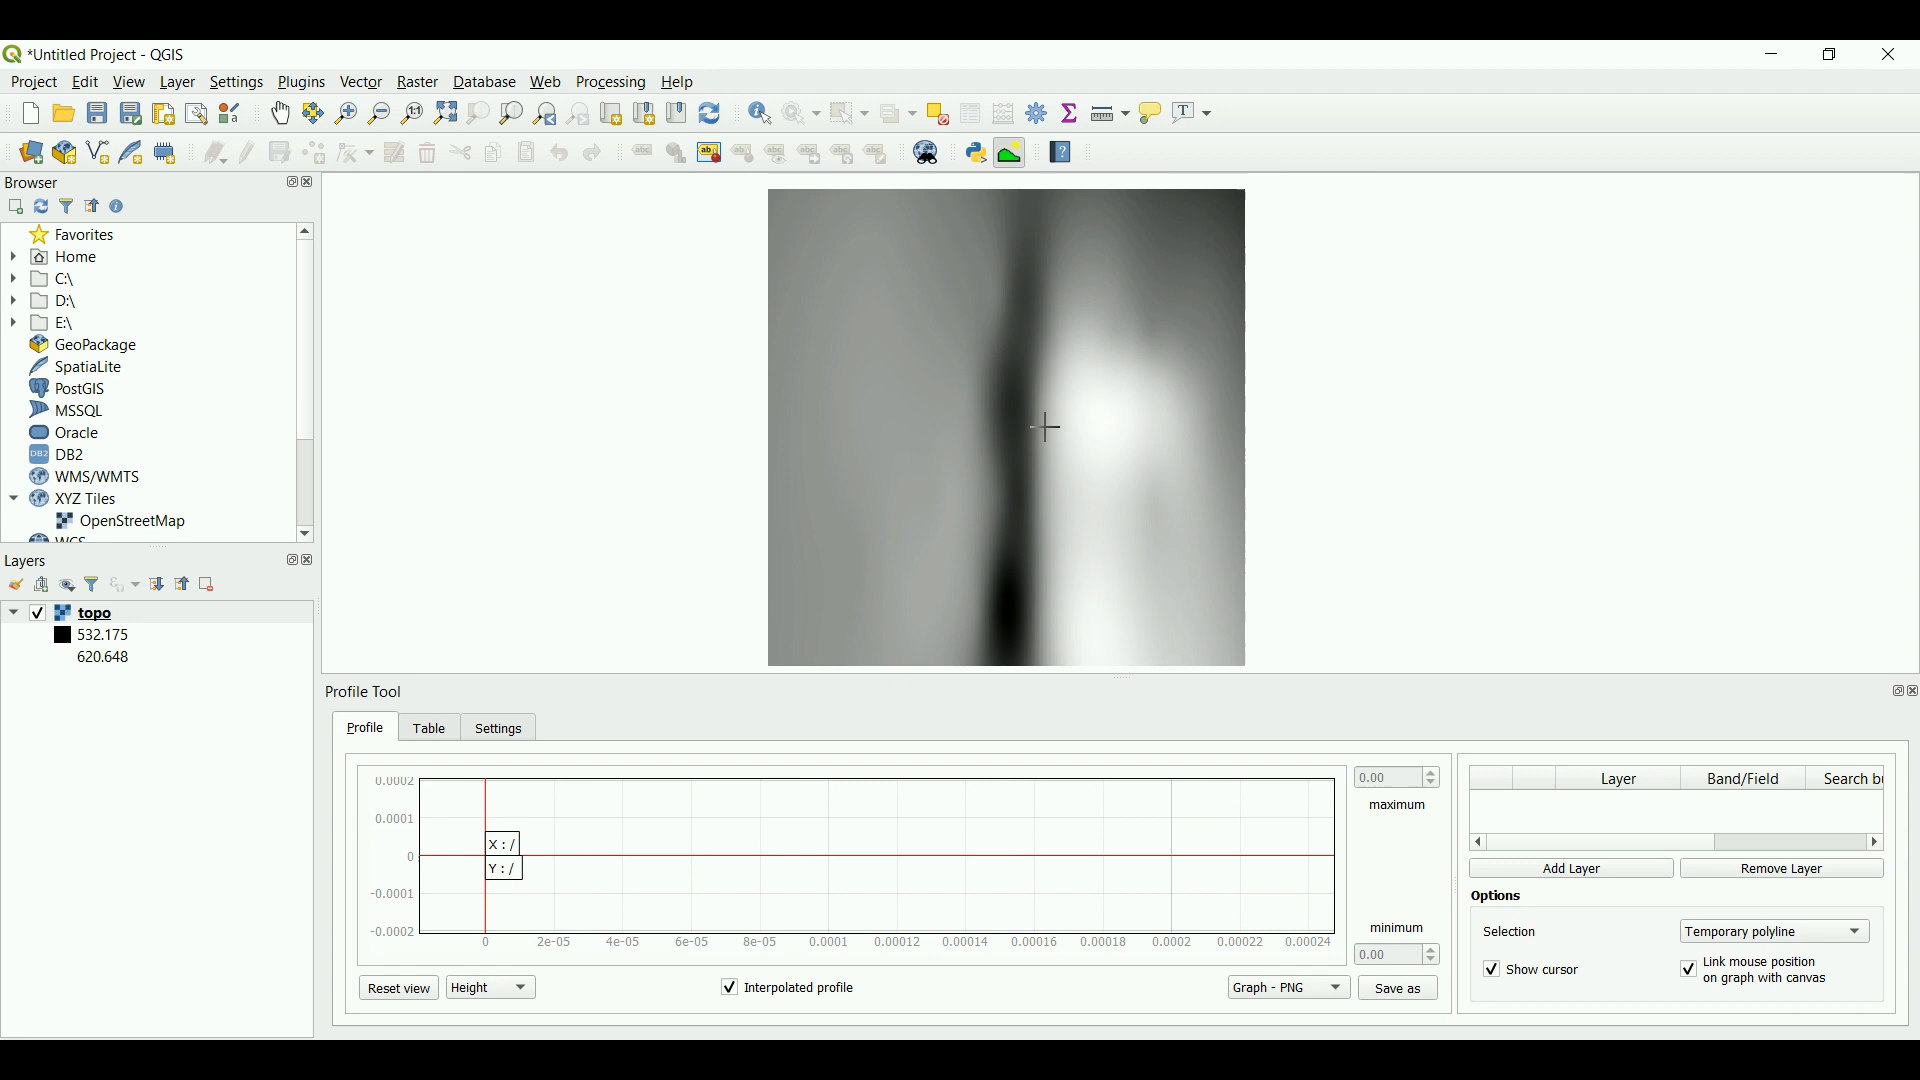 *Untitled Project - QGIS
Project Edit View Layer Settings Plugins Vector Raster Database Web Processing Help
Browser
Favorites
Home
C:\
D:\
E:\
GeoPackage
SpatiaLite
PostGIS
MSSQL
Oracle
DB2
WMS/WMTS
XYZ Tiles
OpenStreetMap
WCS
Layers
topo
532.175
620.648
Profile Tool
Profile Table Settings
0.0002
0.0001
0
-0.0001
-0.0002
X : /
Y : /
0 2e-05 4e-05 6e-05 8e-05 0.0001 0.00012 0.00014 0.00016 0.00018 0.0002 0.00022 0.00024
0.00
maximum
minimum
0.00
Reset view Height Interpolated profile Graph - PNG Save as
Layer Band/Field Search bu
Add Layer Remove Layer
Options
Selection Temporary polyline
Show cursor Link mouse position
on graph with canvas